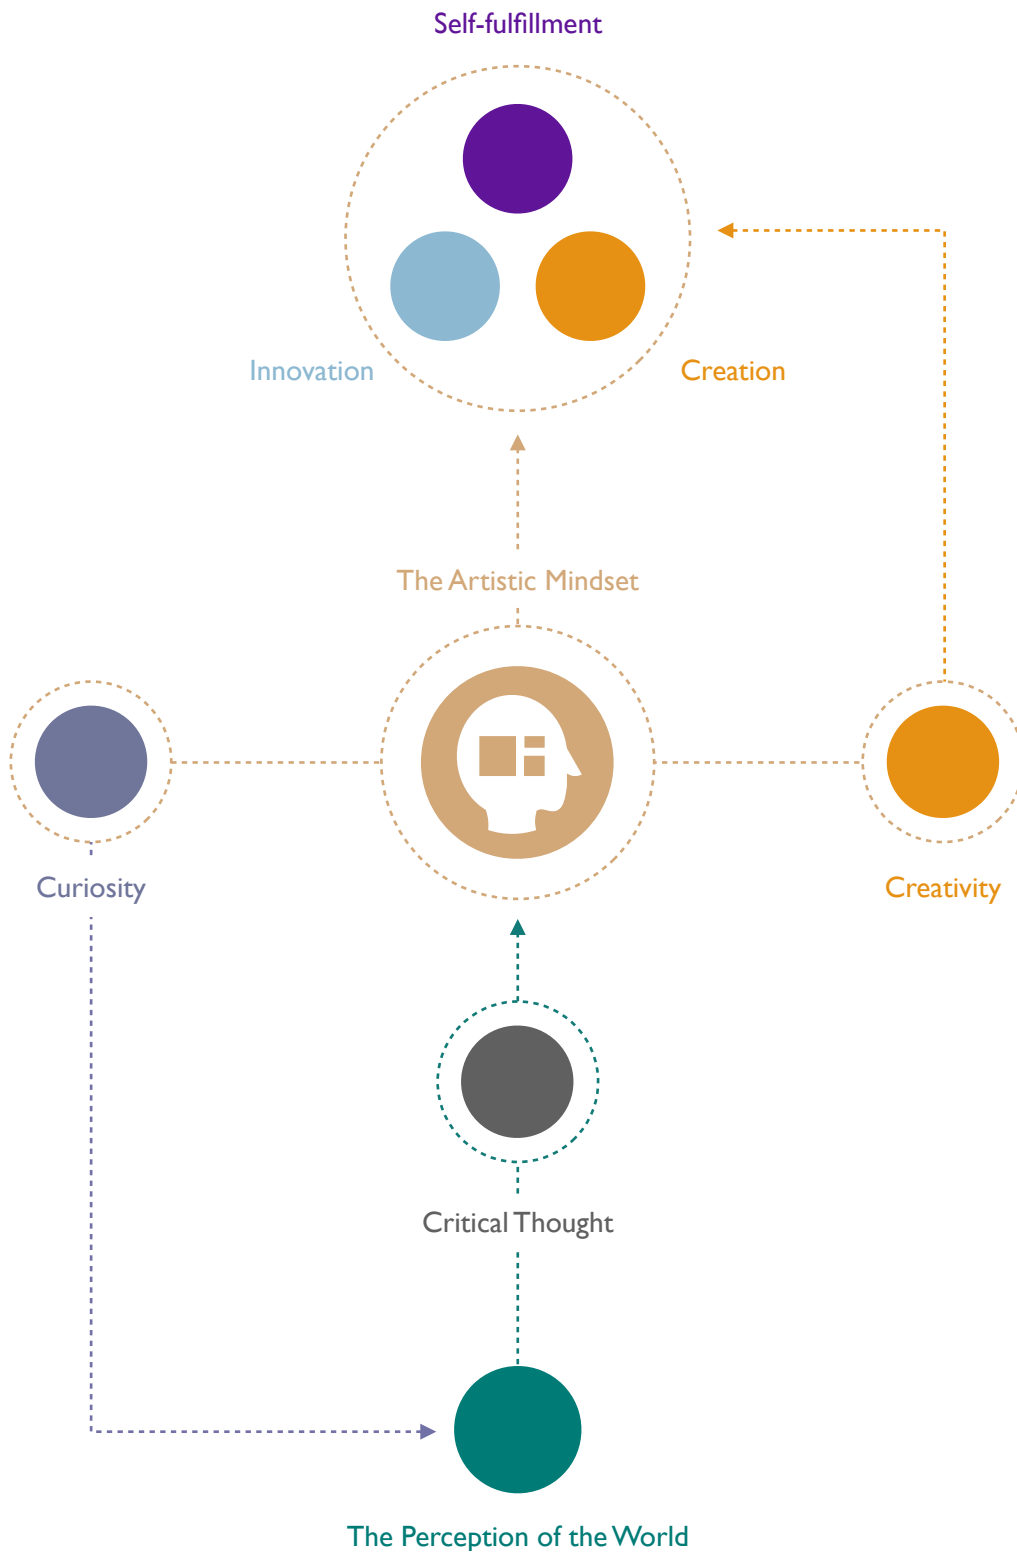 Self-fulfillment
Innovation
Creation
The Artistic Mindset
Curiosity
Creativity
Critical Thought
The Perception of the World